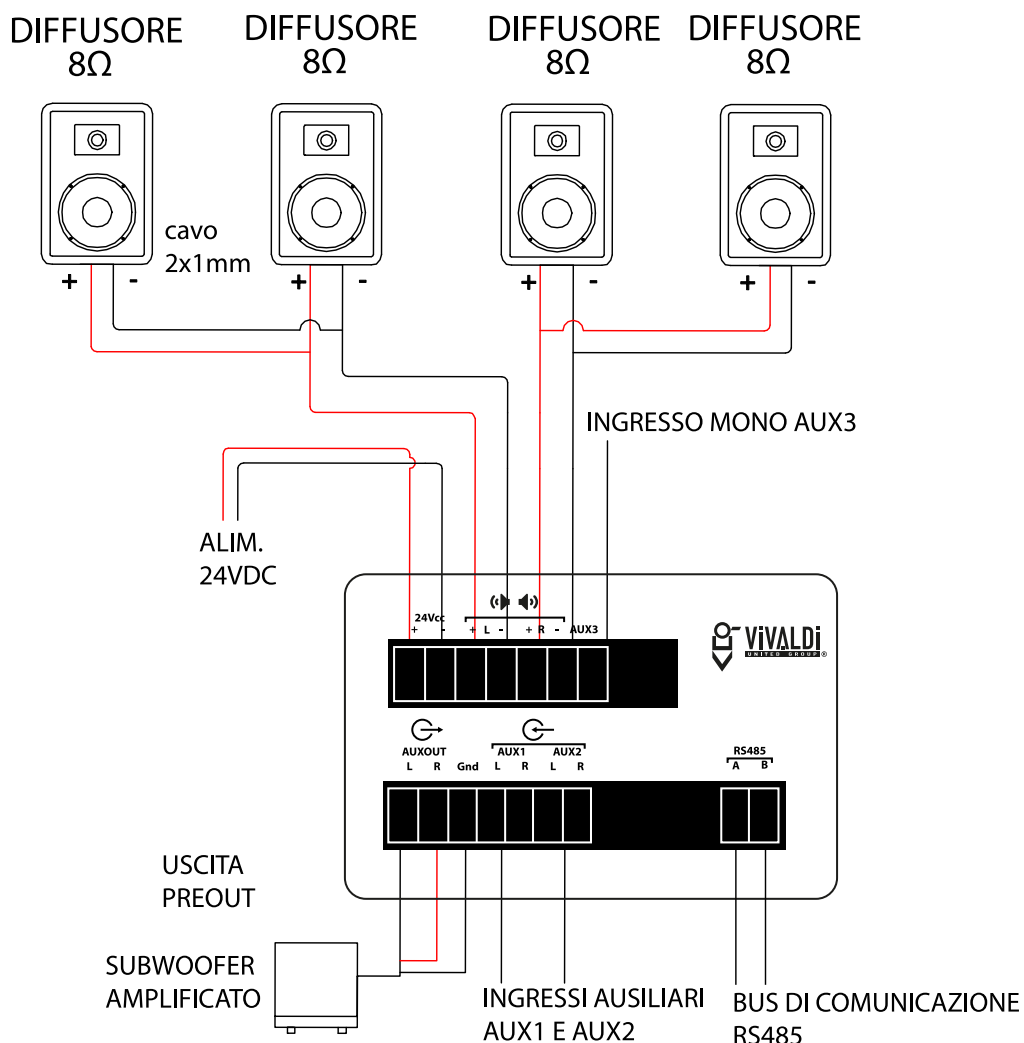 DIFFUSORE DIFFUSORE DIFFUSORE DIFFUSORE
8Ω 8Ω 8Ω 8Ω
cavo
2x1mm
+ - + - + - + -
INGRESSO MONO AUX3
ALIM.
24VDC
24Vcc
+ - + L - + R - AUX3
ViVALDi
UNITED GROUP ®
AUXOUT AUX1 AUX2 RS485
L R Gnd L R L R A B
USCITA
PREOUT
SUBWOOFER
AMPLIFICATO
INGRESSI AUSILIARI
AUX1 E AUX2
BUS DI COMUNICAZIONE
RS485